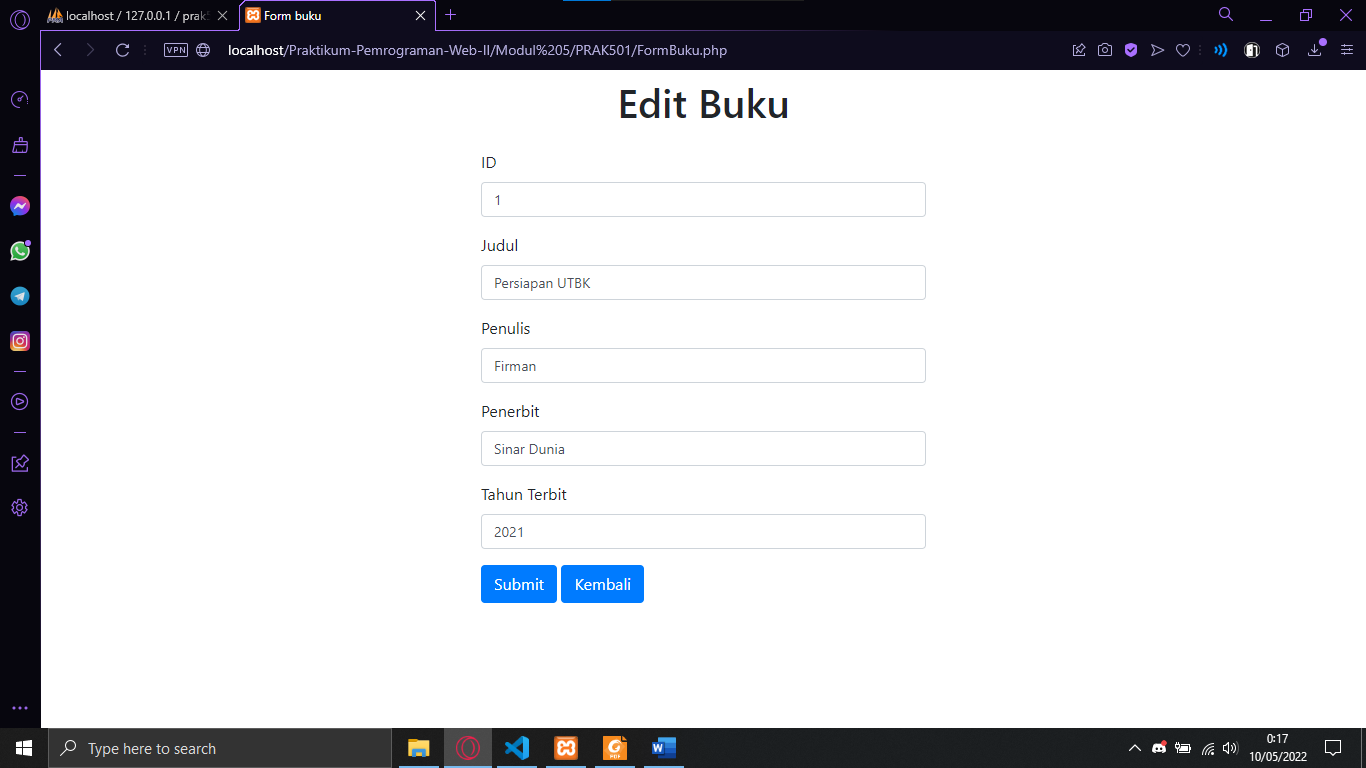 localhost / 127.0.0.1 / prak5
Form buku
VPN
localhost/Praktikum-Pemrograman-Web-II/Modul%205/PRAK501/FormBuku.php
Edit Buku
ID
1
Judul
Persiapan UTBK
Penulis
Firman
Penerbit
Sinar Dunia
Tahun Terbit
2021
Submit Kembali
Type here to search
0:17
10/05/2022